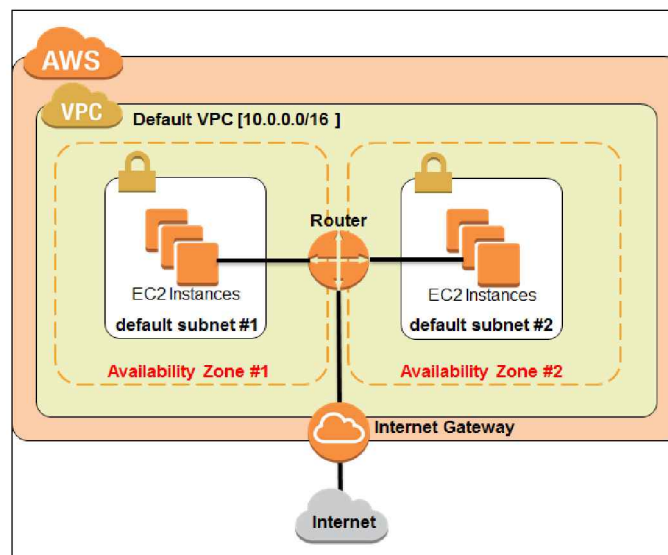 AWS
VPC
Default VPC [10.0.0.0/16 ]
Router
EC2 Instances
default subnet #1
Availability Zone #1
EC2 Instances
default subnet #2
Availability Zone #2
Internet Gateway
Internet